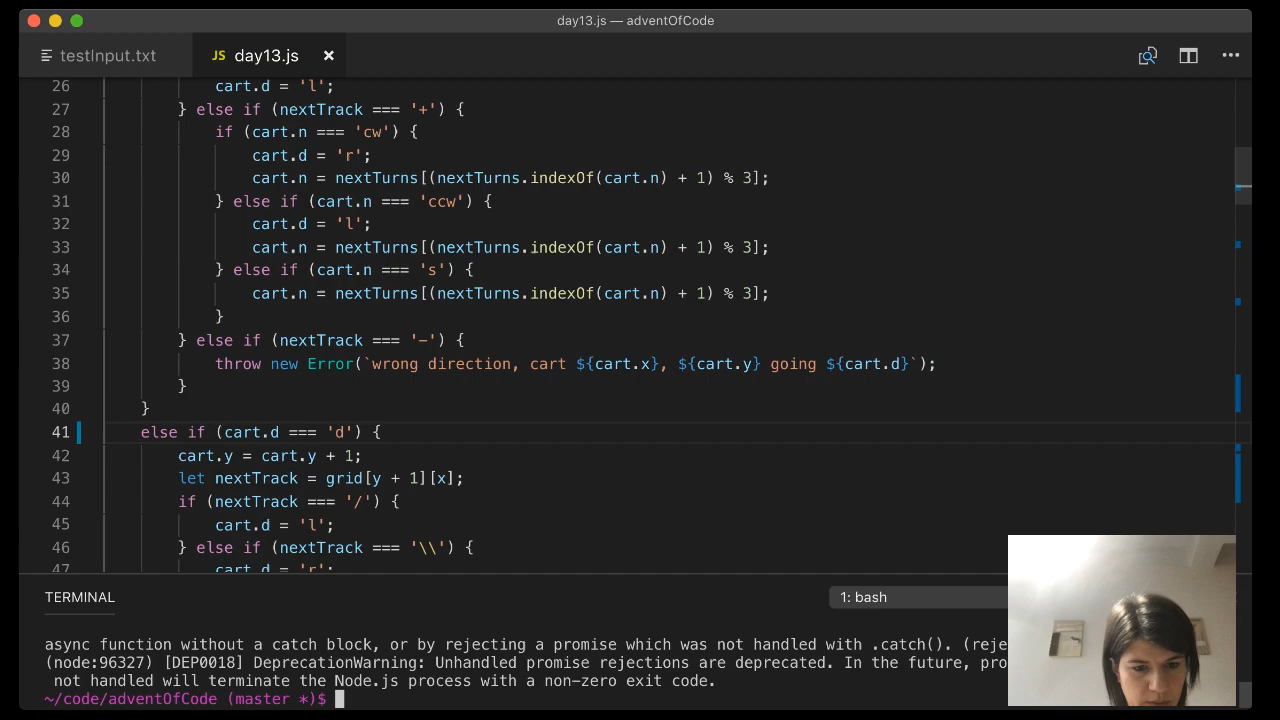 day13.js — adventOfCode
testInput.txt
JS day13.js ×
26 cart.d = 'l';
27 } else if (nextTrack === '+') {
28 if (cart.n === 'cw') {
29 cart.d = 'r';
30 cart.n = nextTurns[(nextTurns.indexOf(cart.n) + 1) % 3];
31 } else if (cart.n === 'ccw') {
32 cart.d = 'l';
33 cart.n = nextTurns[(nextTurns.indexOf(cart.n) + 1) % 3];
34 } else if (cart.n === 's') {
35 cart.n = nextTurns[(nextTurns.indexOf(cart.n) + 1) % 3];
36 }
37 } else if (nextTrack === '-') {
38 throw new Error(`wrong direction, cart ${cart.x}, ${cart.y} going ${cart.d}`);
39 }
40 }
41 else if (cart.d === 'd') {
42 cart.y = cart.y + 1;
43 let nextTrack = grid[y + 1][x];
44 if (nextTrack === '/') {
45 cart.d = 'l';
46 } else if (nextTrack === '\\') {
47 cart.d = 'r';
TERMINAL
1: bash
async function without a catch block, or by rejecting a promise which was not handled with .catch(). (reje
(node:96327) [DEP0018] DeprecationWarning: Unhandled promise rejections are deprecated. In the future, pro
not handled will terminate the Node.js process with a non-zero exit code.
~/code/adventOfCode (master *)$